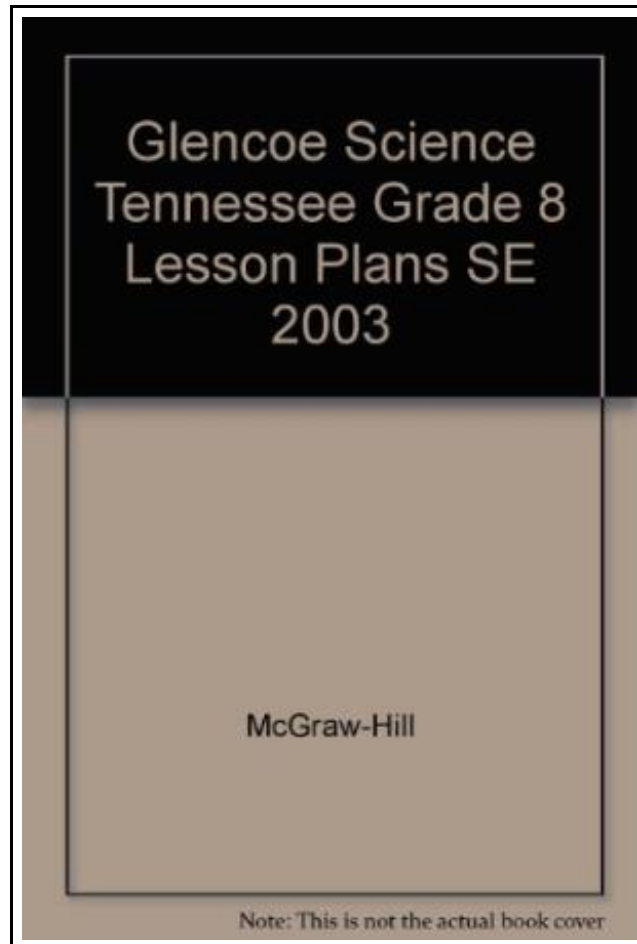 Glencoe Science
Tennessee Grade 8
Lesson Plans SE
2003
McGraw-Hill
Note: This is not the actual book cover